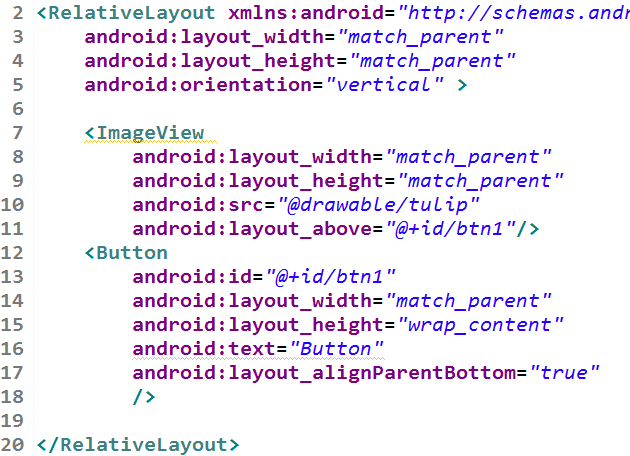 2 <RelativeLayout xmlns:android="http://schemas.andr
3 android:layout_width="match_parent"
4 android:layout_height="match_parent"
5 android:orientation="vertical" >
6
7 <ImageView
8 android:layout_width="match_parent"
9 android:layout_height="match_parent"
10 android:src="@drawable/tulip"
11 android:layout_above="@+id/btn1"/>
12 <Button
13 android:id="@+id/btn1"
14 android:layout_width="match_parent"
15 android:layout_height="wrap_content"
16 android:text="Button"
17 android:layout_alignParentBottom="true"
18 />
19
20 </RelativeLayout>